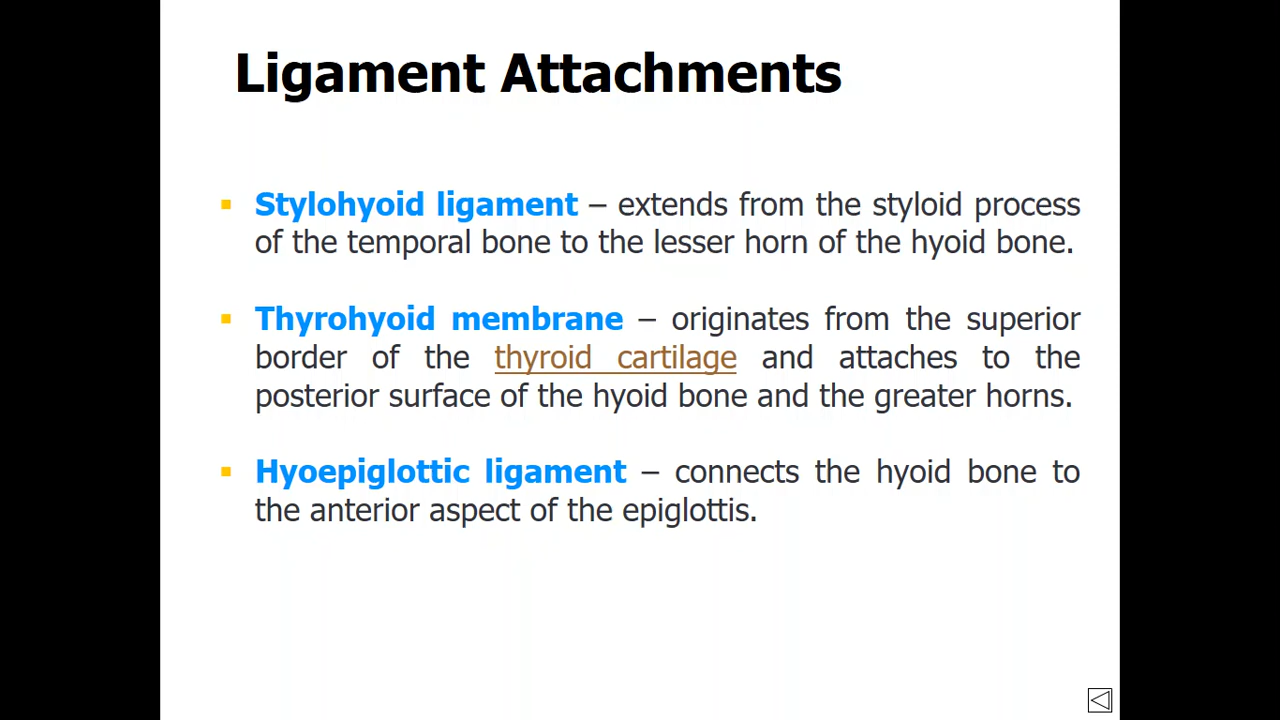 Ligament Attachments
▪ Stylohyoid ligament – extends from the styloid process
of the temporal bone to the lesser horn of the hyoid bone.
▪ Thyrohyoid membrane – originates from the superior
border of the thyroid cartilage and attaches to the
posterior surface of the hyoid bone and the greater horns.
▪ Hyoepiglottic ligament – connects the hyoid bone to
the anterior aspect of the epiglottis.